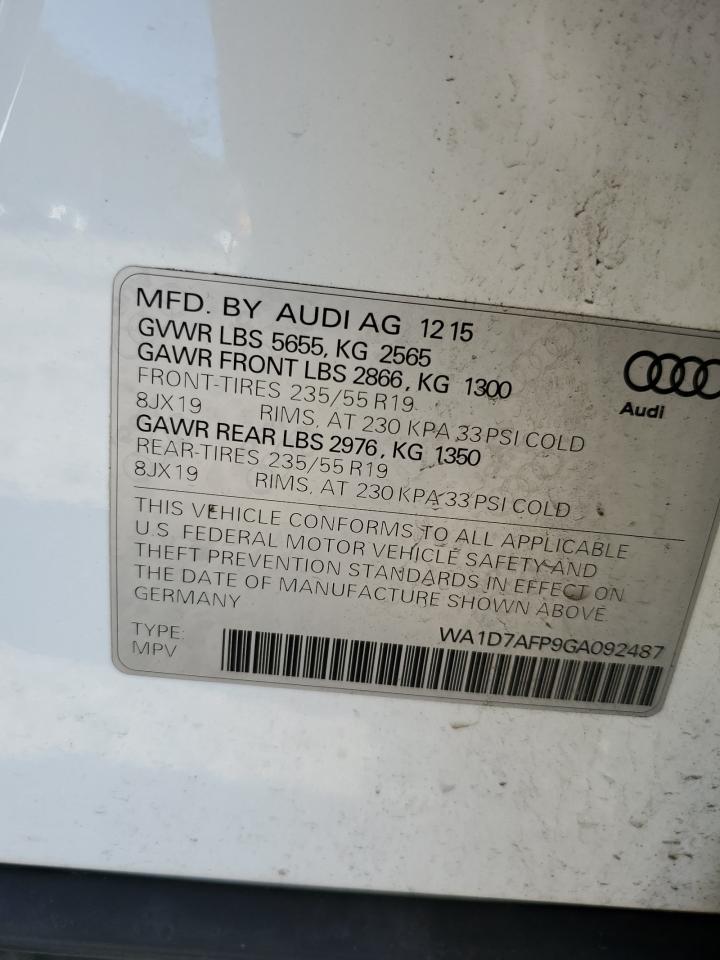 MFD. BY AUDI AG 12 15
GVWR LBS 5655, KG 2565
GAWR FRONT LBS 2866, KG 1300
FRONT-TIRES 235/55 R19
8JX19 RIMS, AT 230 KPA 33 PSI COLD
GAWR REAR LBS 2976, KG 1350
REAR-TIRES 235/55 R19
8JX19 RIMS, AT 230 KPA 33 PSI COLD
Audi
THIS VEHICLE CONFORMS TO ALL APPLICABLE
U.S. FEDERAL MOTOR VEHICLE SAFETY AND
THEFT PREVENTION STANDARDS IN EFFECT ON
THE DATE OF MANUFACTURE SHOWN ABOVE.
GERMANY
TYPE:
MPV
WA1D7AFP9GA092487